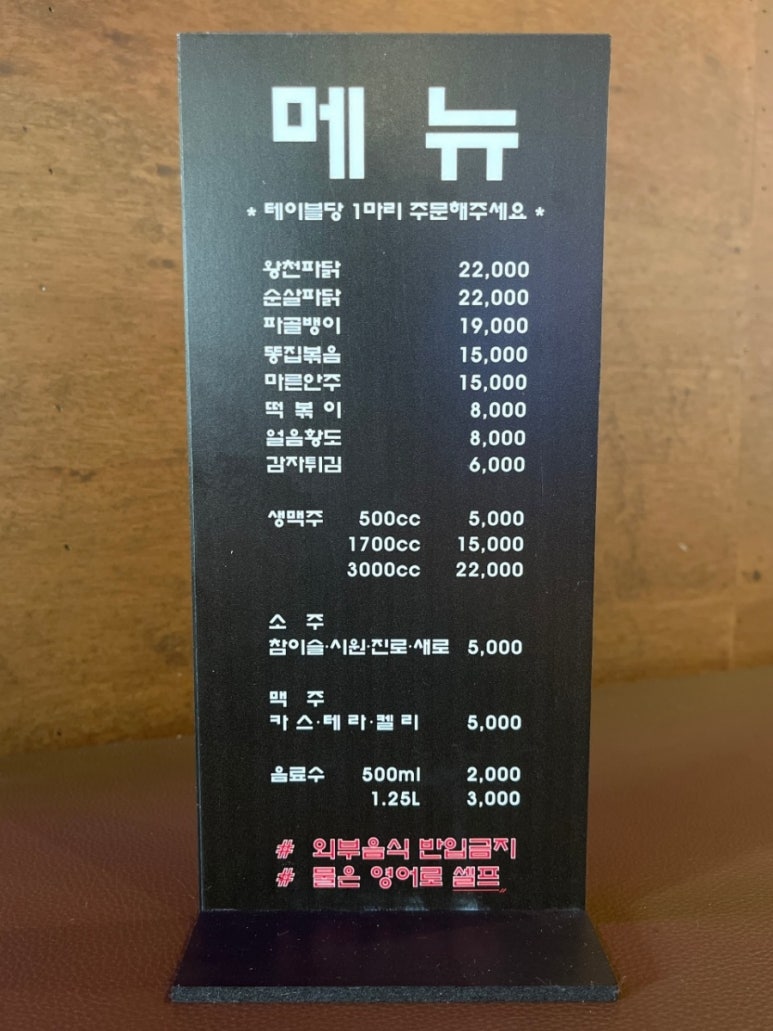 메뉴
* 테이블당 1마리 주문해주세요 *
왕천파닭 22,000
순살파닭 22,000
파골뱅이 19,000
똥집볶음 15,000
마른안주 15,000
떡 볶 이 8,000
얼음황도 8,000
감자튀김 6,000
생맥주 500cc 5,000
1700cc 15,000
3000cc 22,000
소 주
참이슬·시원·진로·새로 5,000
맥 주
카 스·테 라·켈 리 5,000
음료수 500ml 2,000
1.25L 3,000
# 외부음식 반입금지
# 물은 영어로 셀프〃